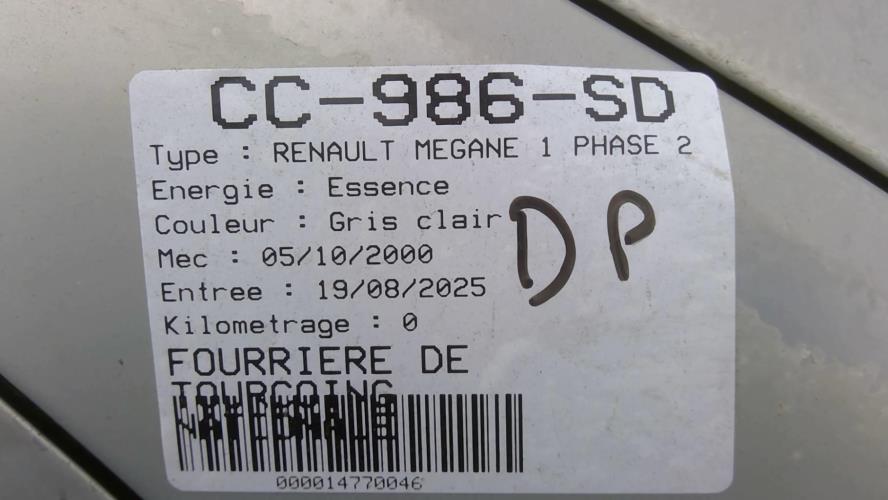 CC-986-SD
Type : RENAULT MEGANE 1 PHASE 2
Energie : Essence
Couleur : Gris clair
DP
Mec : 05/10/2000
Entree : 19/08/2025
Kilometrage : 0
FOURRIERE DE
TOURCOING
000014770046